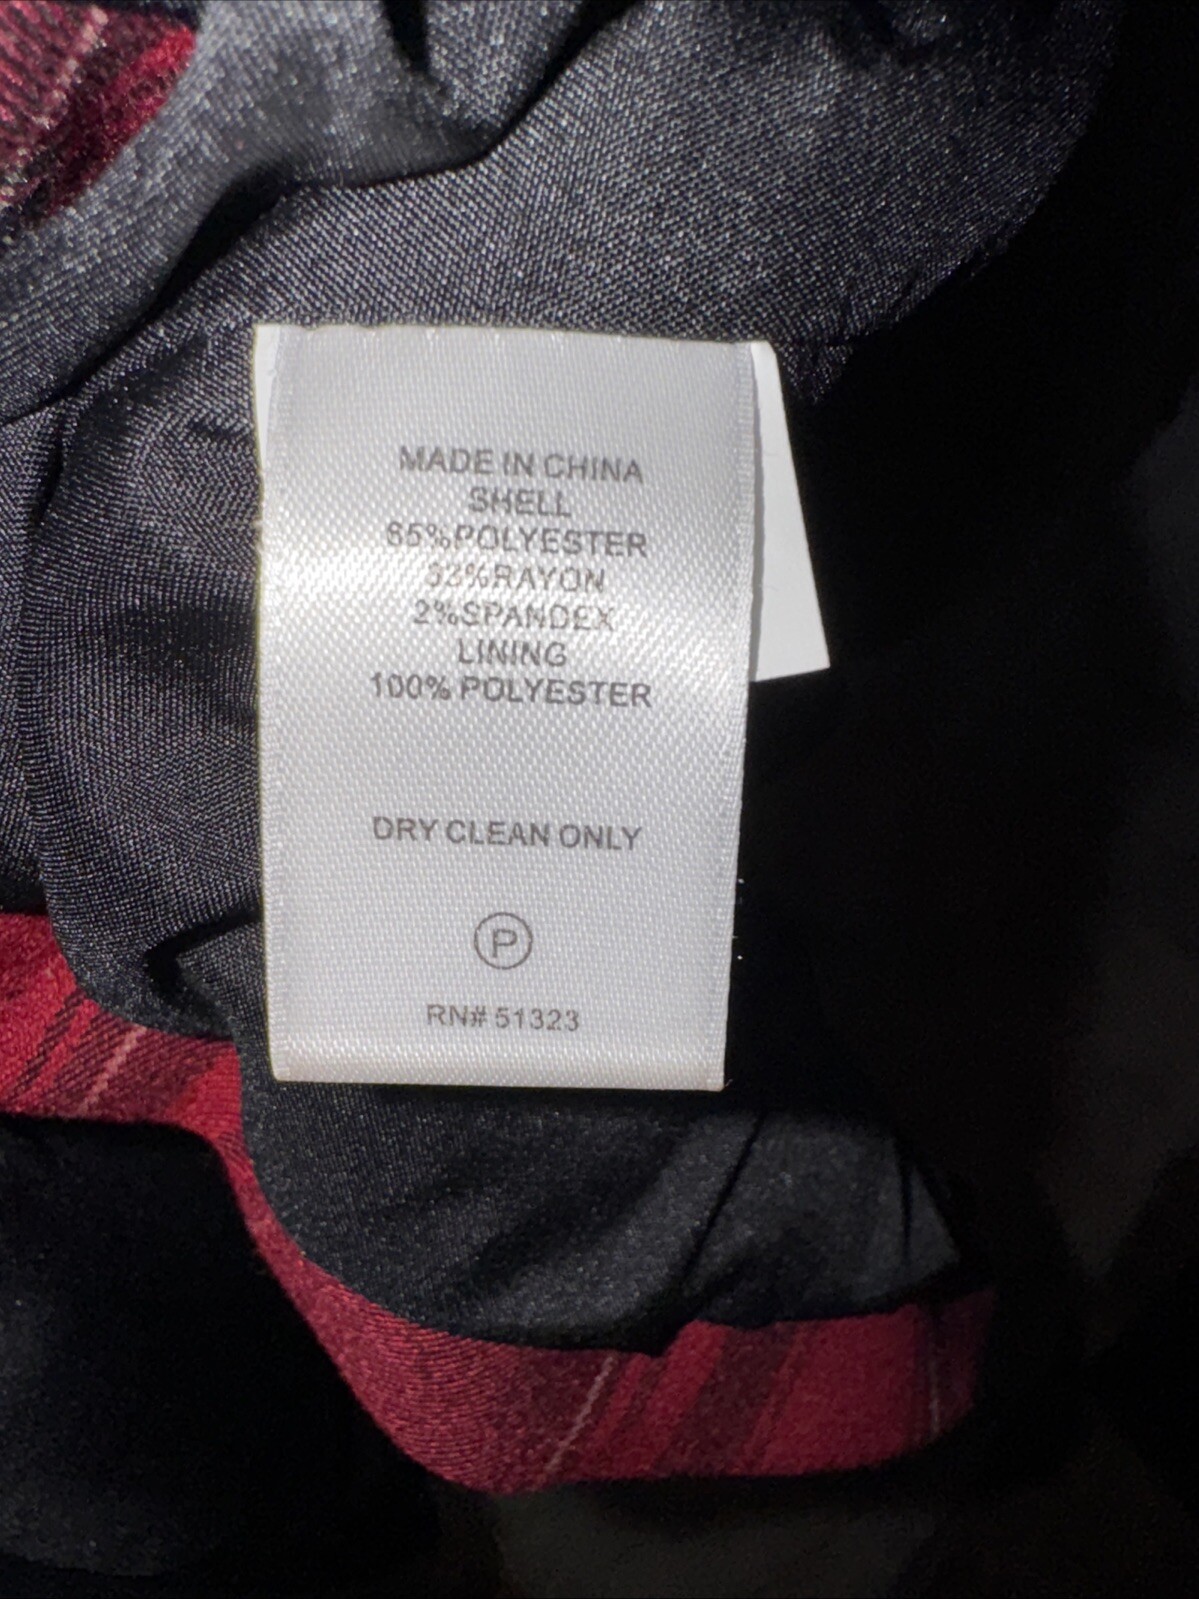 MADE IN CHINA
SHELL
65%POLYESTER
33%RAYON
2%SPANDEX
LINING
100% POLYESTER
DRY CLEAN ONLY
P
RN# 51323